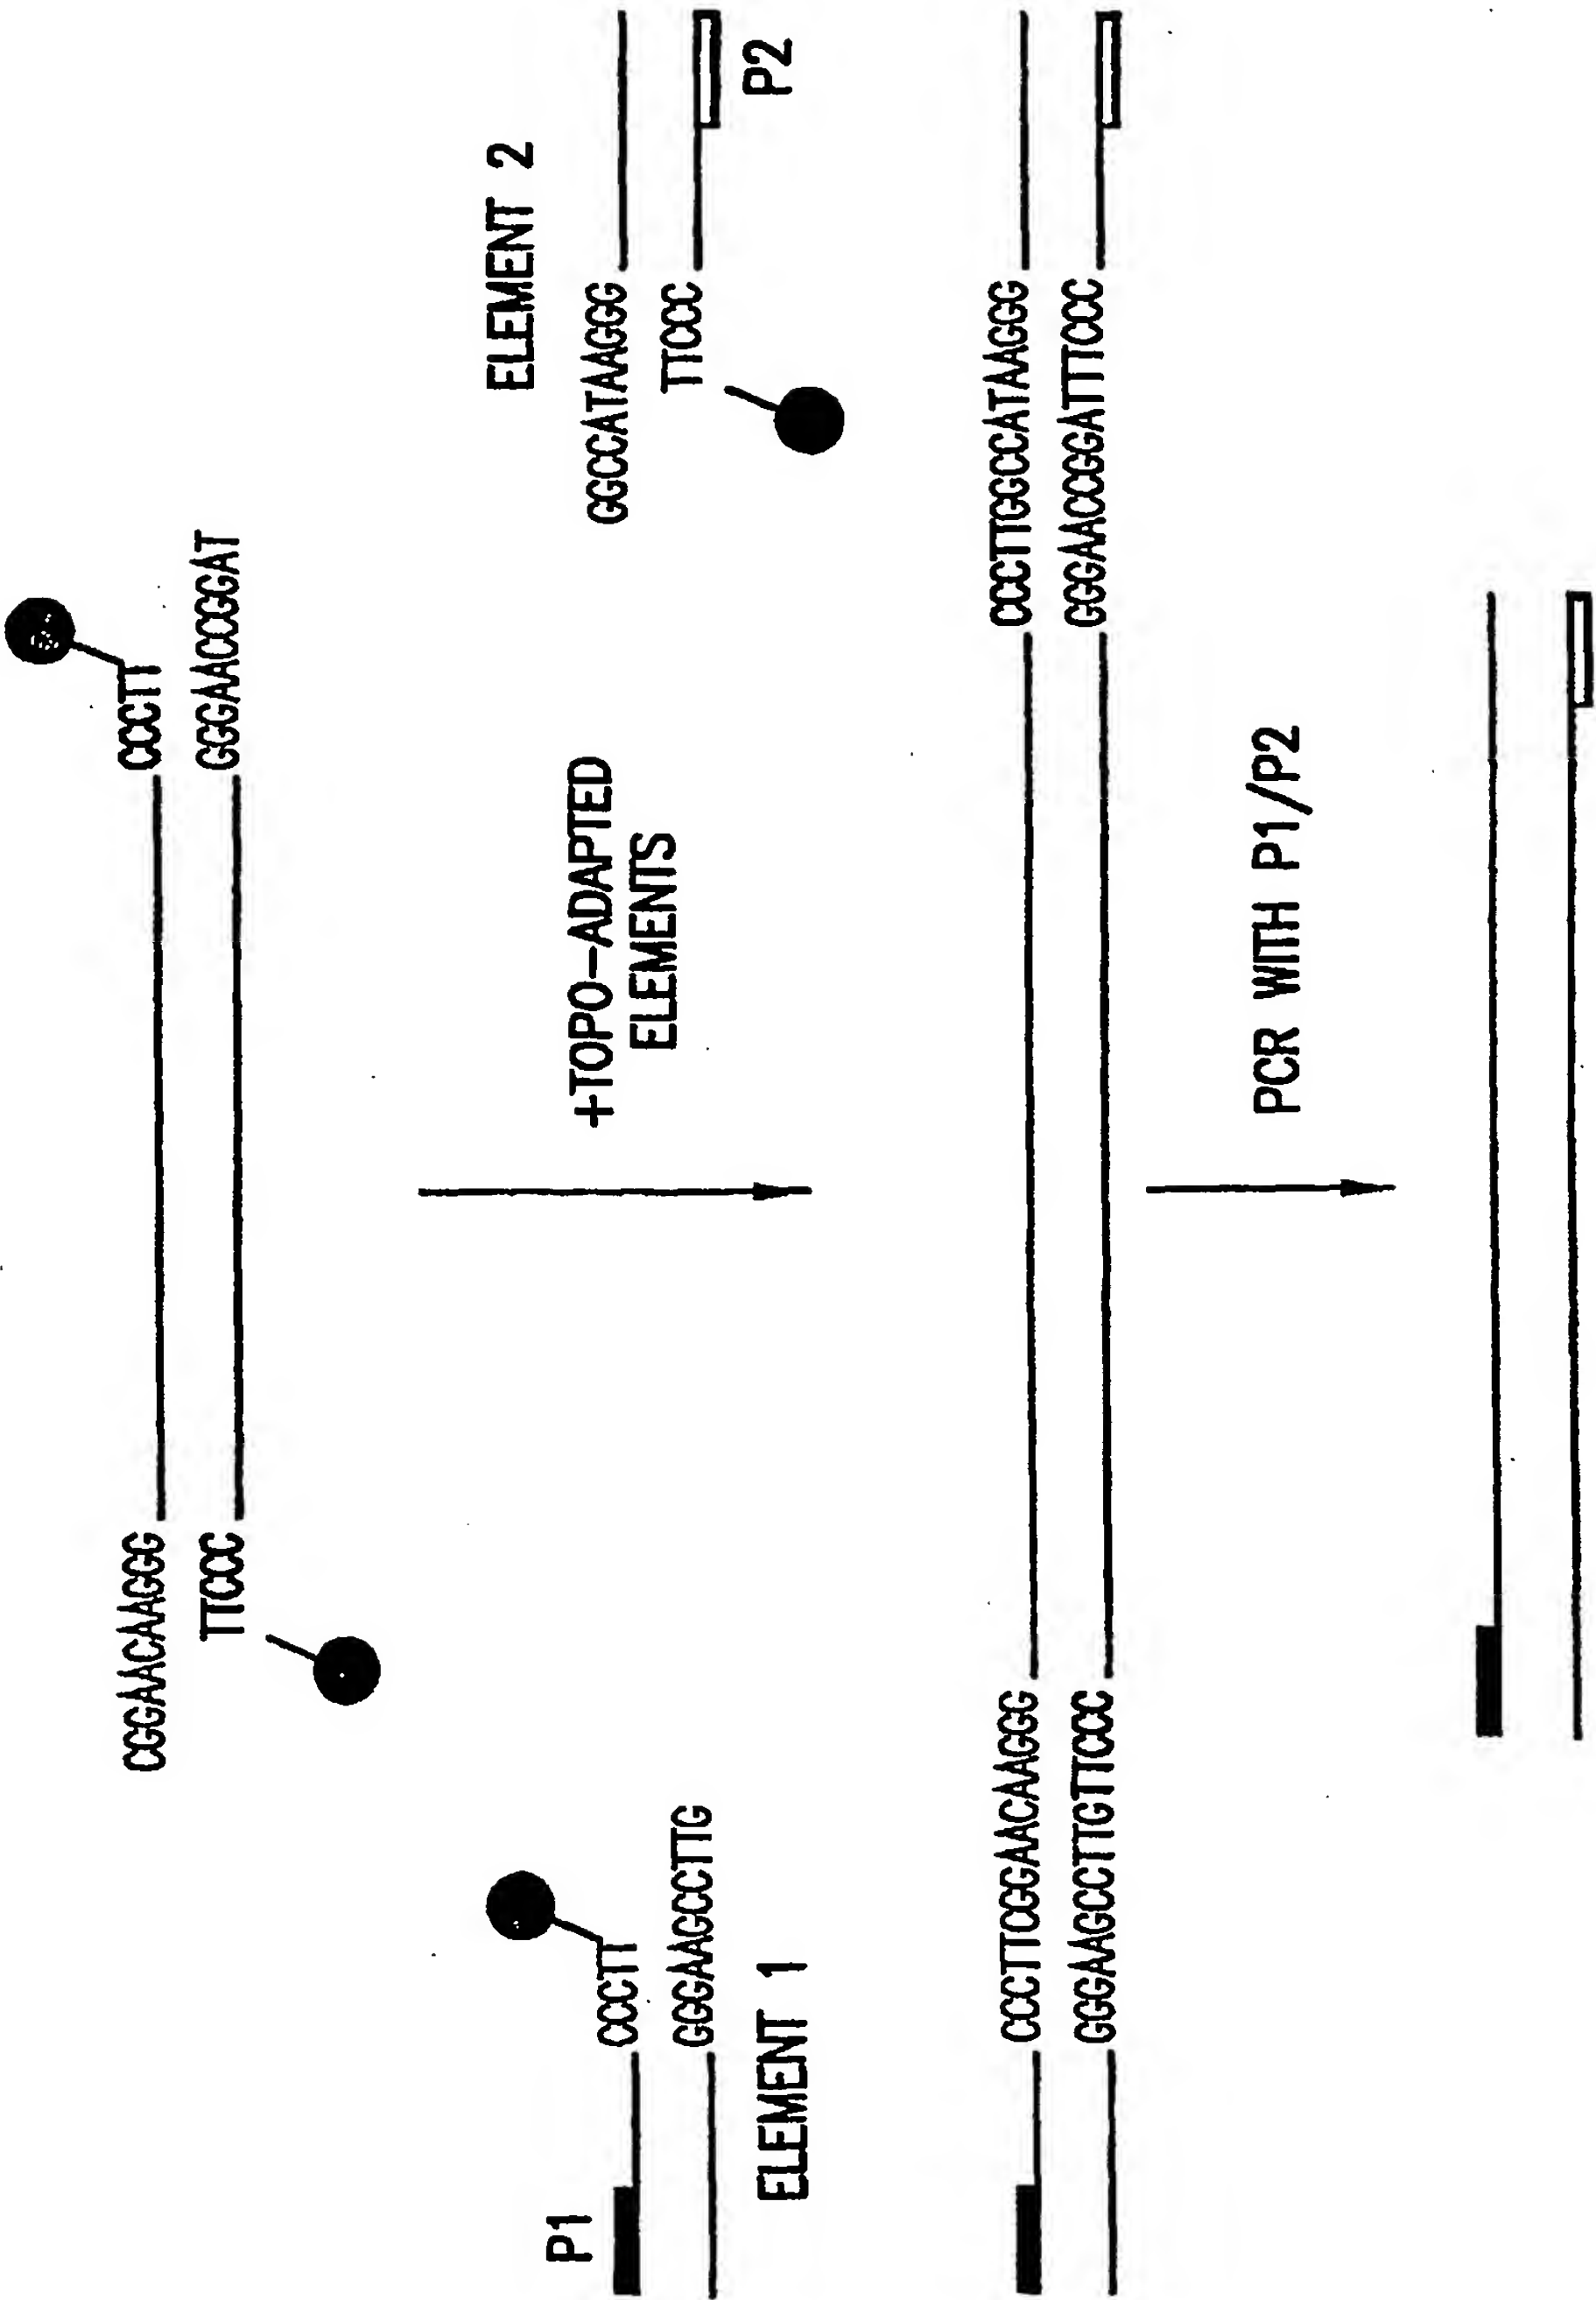 CGGAACAAGGG
CCCTT
TTCCC
GGGAACCGGAT
+TOPO-ADAPTED
ELEMENTS
P1
CCCTT
GGGAAGCCTTG
ELEMENT 1
ELEMENT 2
GGCCATAAGGG
TTCCC
P2
CCCTTCGGAACAAGGG
CCCTTGGCCATAAGGG
GGGAAGCCTTGTTCCC
GGGAACCGGATTTCCC
PCR WITH P1/P2